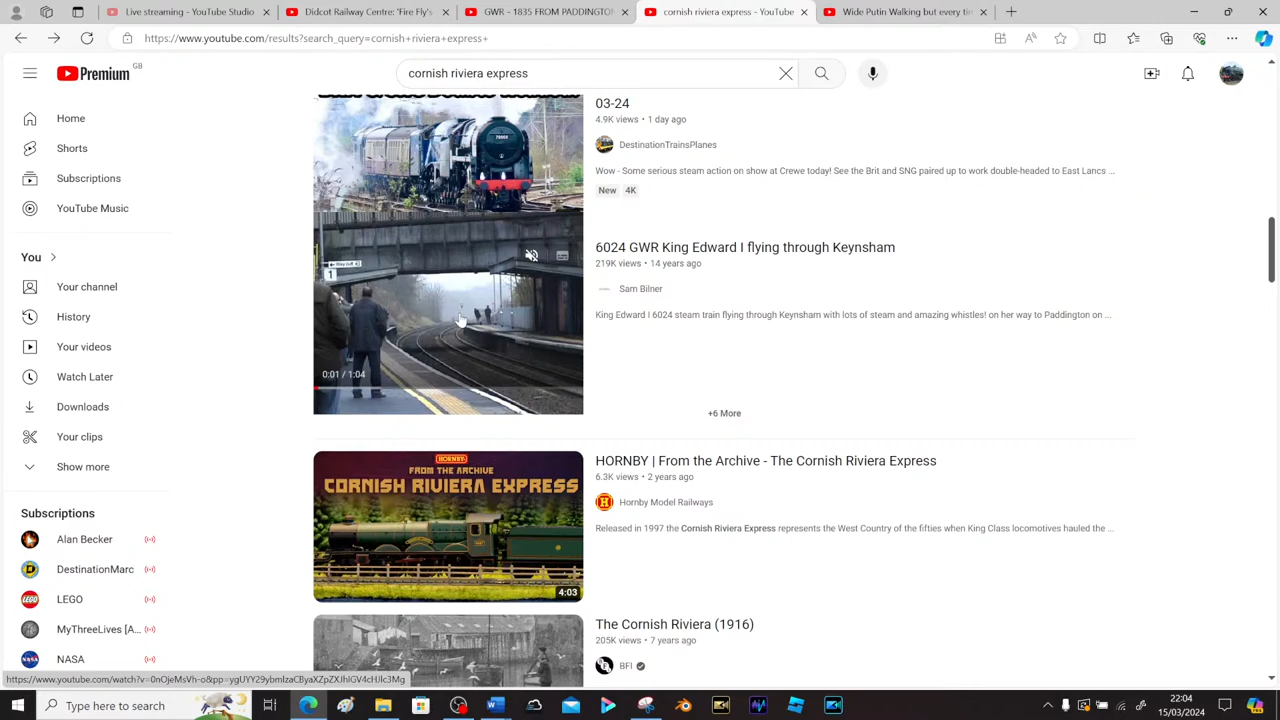 Live streaming - YouTube Studio
Didcot Railway Centre: 'Fire Fly's
GWR - 1835 FROM PADDINGTO
cornish riviera express - YouTube
Railways Restored, but every
https://www.youtube.com/results?search_query=cornish+riviera+express+
Premium GB
cornish riviera express
Home
Shorts
Subscriptions
YouTube Music
You
Your channel
History
Your videos
Watch Later
Downloads
Your clips
Show more
Subscriptions
Alan Becker
DestinationMarc
LEGO
MyThreeLives [A...
NASA
03-24
4.9K views • 1 day ago
DestinationTrainsPlanes
Wow - Some serious steam action on show at Crewe today! See the Brit and SNG paired up to work double-headed to East Lancs ...
New 4K
1
0:01 / 1:04
6024 GWR King Edward I flying through Keynsham
219K views • 14 years ago
Sam Bilner
King Edward I 6024 steam train flying through Keynsham with lots of steam and amazing whistles! on her way to Paddington on ...
+6 More
HORNBY
FROM THE ARCHIVE
CORNISH RIVIERA EXPRESS
4:03
HORNBY | From the Archive - The Cornish Riviera Express
6.3K views • 2 years ago
Hornby Model Railways
Released in 1997 the Cornish Riviera Express represents the West Country of the fifties when King Class locomotives hauled the ...
The Cornish Riviera (1916)
205K views • 7 years ago
BFI
Type here to search
22:04
15/03/2024